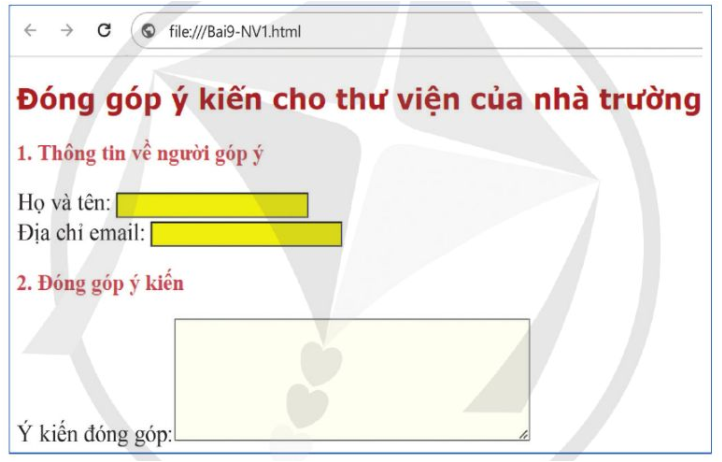 file:///Bai9-NV1.html
Đóng góp ý kiến cho thư viện của nhà trường
1. Thông tin về người góp ý
Họ và tên:
Địa chỉ email:
2. Đóng góp ý kiến
Ý kiến đóng góp: